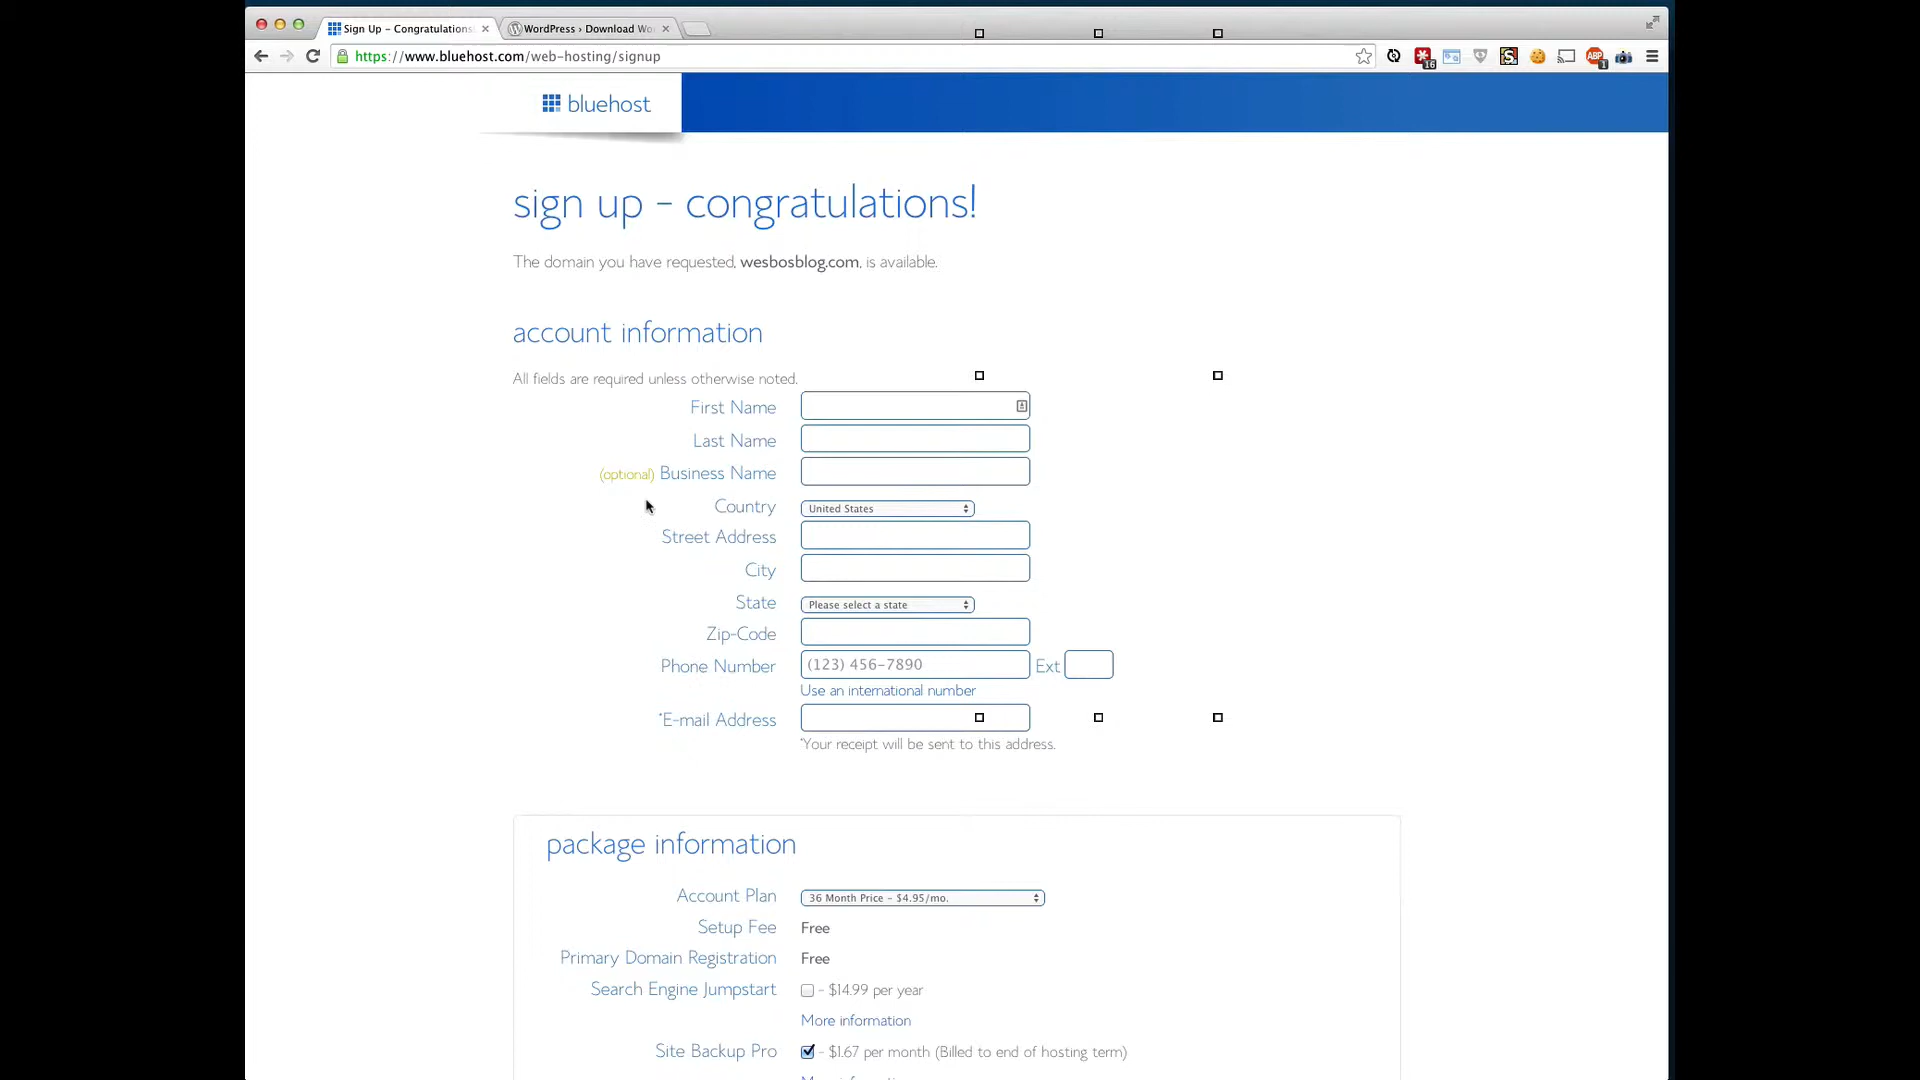 Sign Up – Congratulations
WordPress › Download Wo
https://www.bluehost.com/web-hosting/signup
16
ABP
1
bluehost
sign up - congratulations!
The domain you have requested, wesbosblog.com, is available.
account information
All fields are required unless otherwise noted.
First Name
Last Name
(optional) Business Name
Country United States
Street Address
City
State Please select a state
Zip-Code
Phone Number (123) 456-7890 Ext
Use an international number
*E-mail Address
*Your receipt will be sent to this address.
package information
Account Plan 36 Month Price - $4.95/mo.
Setup Fee Free
Primary Domain Registration Free
Search Engine Jumpstart - $14.99 per year
More information
Site Backup Pro - $1.67 per month (Billed to end of hosting term)